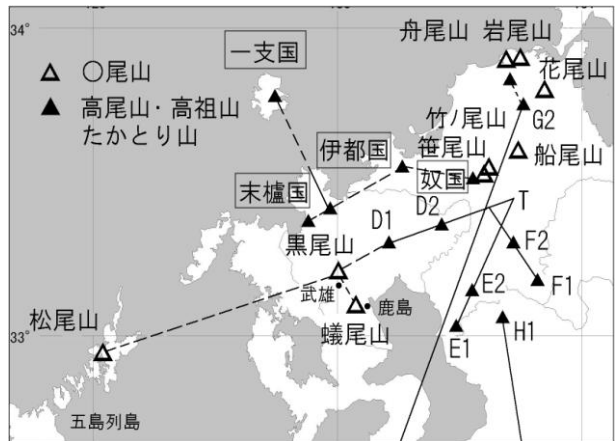 34°
舟尾山 岩尾山
一支国
花尾山
△ 〇尾山
▲ 高尾山・高祖山
たかとり山
竹ノ尾山
G2
伊都国
笹尾山
船尾山
奴国
末櫨国
D1
D2
T
黒尾山
F2
武雄
E2
F1
鹿島
松尾山
33°
蟻尾山
E1
H1
五島列島